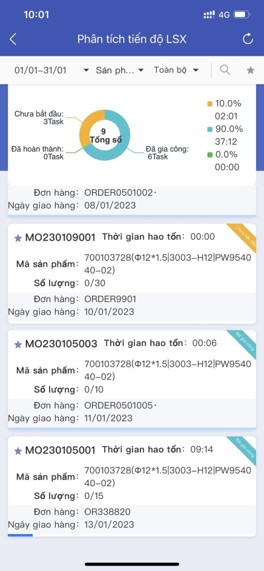 10:01
4G
Phân tích tiến độ LSX
01/01-31/01 Sản ph... Toàn bộ
Chưa bắt đầu:
3Task
Đã hoàn thành:
0Task
9
Tổng số
Đã gia công:
6Task
10.0%
02:01
90.0%
37:12
0.0%
00:00
Đơn hàng: ORDER0501002·
Ngày giao hàng: 08/01/2023
MO230109001 Thời gian hao tốn: 00:00
Mã sản phẩm: 700103728(Φ12*1.5|3003-H12|PW9540
40-02)
Số lượng: 0/30
Đơn hàng: ORDER9901
Ngày giao hàng: 10/01/2023
MO230105003 Thời gian hao tốn: 00:06
Mã sản phẩm: 700103728(Φ12*1.5|3003-H12|PW9540
40-02)
Số lượng: 0/10
Đơn hàng: ORDER0501005·
Ngày giao hàng: 11/01/2023
MO230105001 Thời gian hao tốn: 09:14
Mã sản phẩm: 700103728(Φ12*1.5|3003-H12|PW9540
40-02)
Số lượng: 0/15
Đơn hàng: OR338820
Ngày giao hàng: 13/01/2023